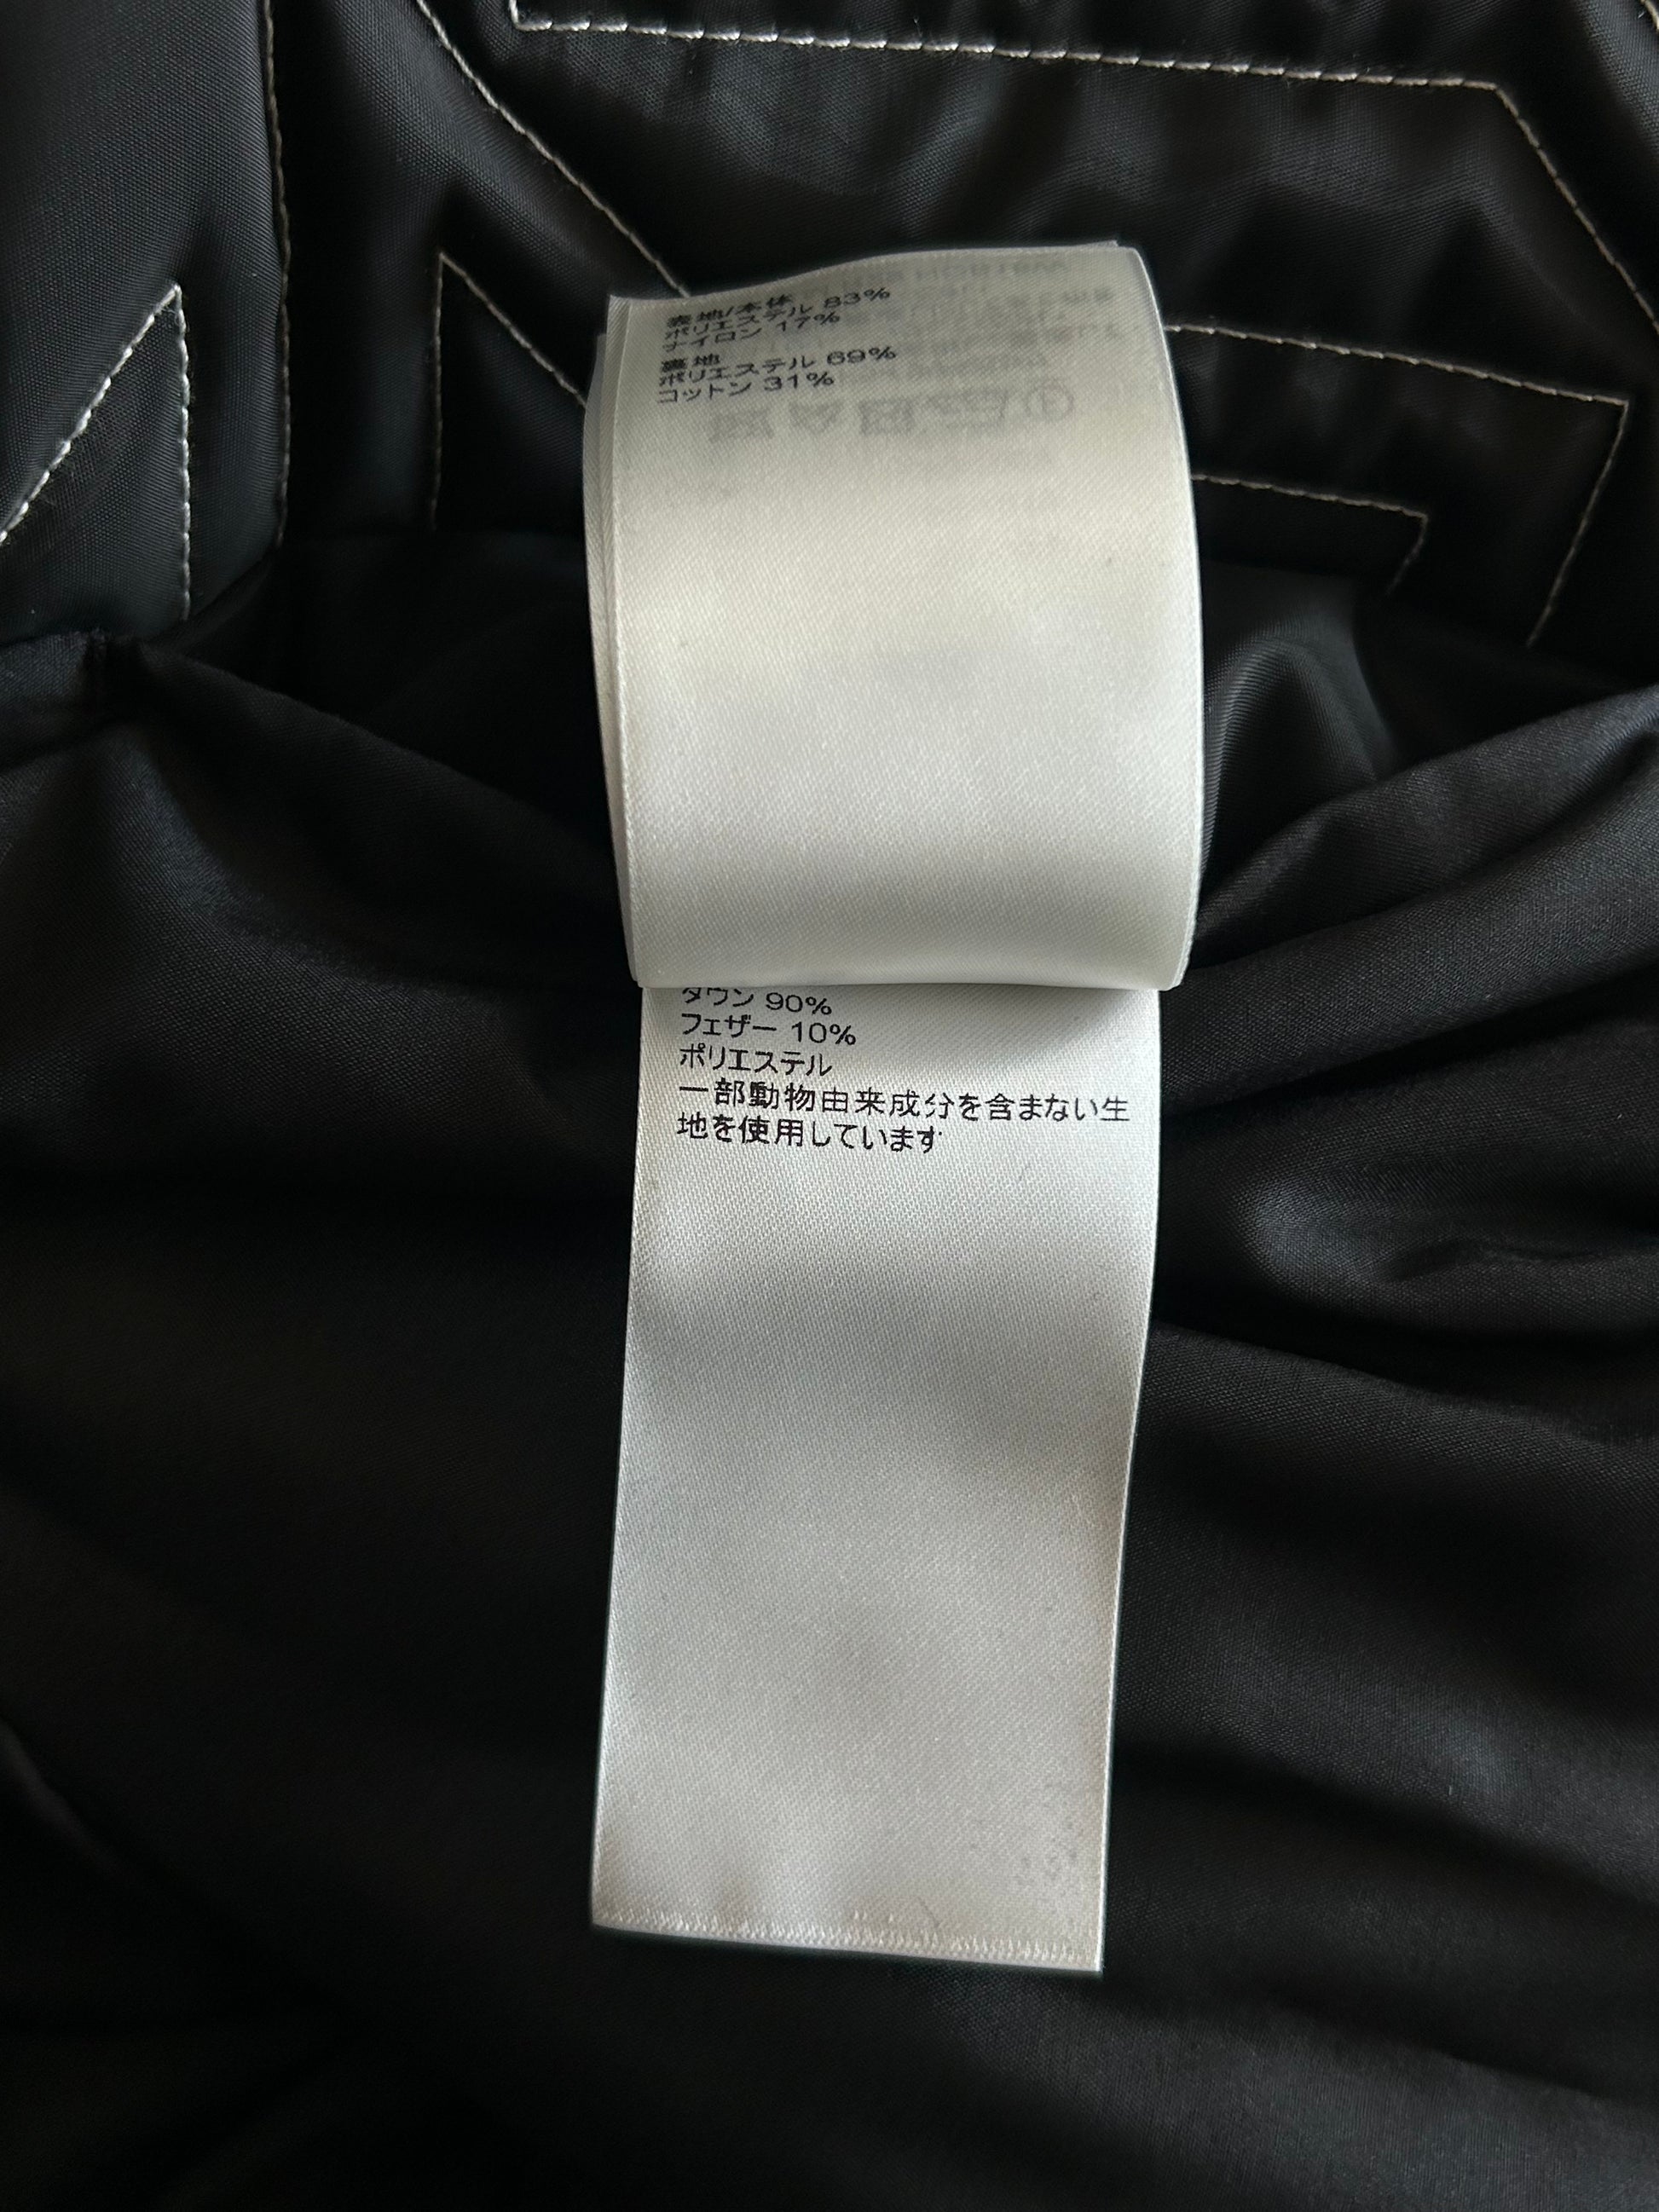 表地/本体
ポリエステル 83%
ナイロン 17%
裏地
ポリエステル 69%
コットン 31%
ダウン 90%
フェザー 10%
ポリエステル
一部動物由来成分を含まない生
地を使用しています